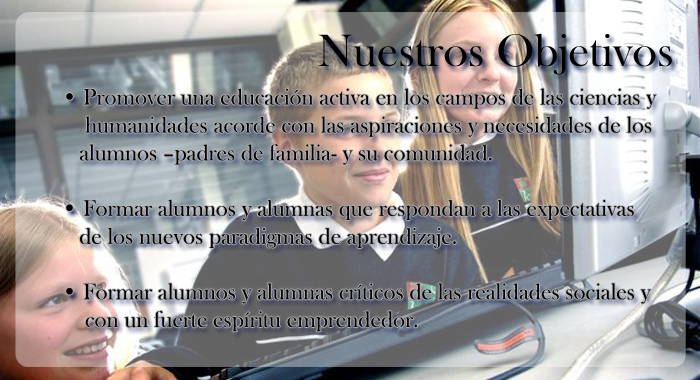 Nuestros Objetivos
• Promover una educación activa en los campos de las ciencias y
humanidades acorde con las aspiraciones y necesidades de los
alumnos –padres de familia- y su comunidad.
• Formar alumnos y alumnas que respondan a las expectativas
de los nuevos paradigmas de aprendizaje.
• Formar alumnos y alumnas críticos de las realidades sociales y
con un fuerte espíritu emprendedor.